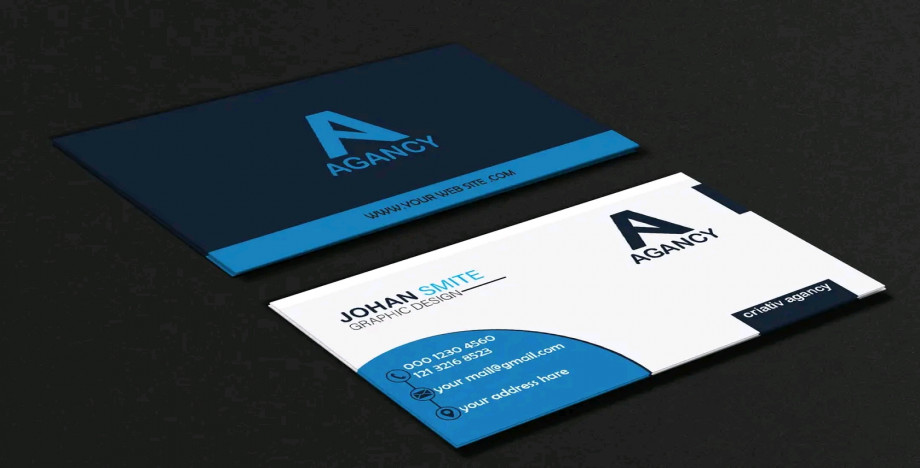 AGANCY
WWW.YOUR WEB SITE .COM
AGANCY
JOHAN SMITE
GRAPHIC DESIGN
criativ agancy
000 1230 4560
121 3216 8523
your mail@gmail.com
your address hare